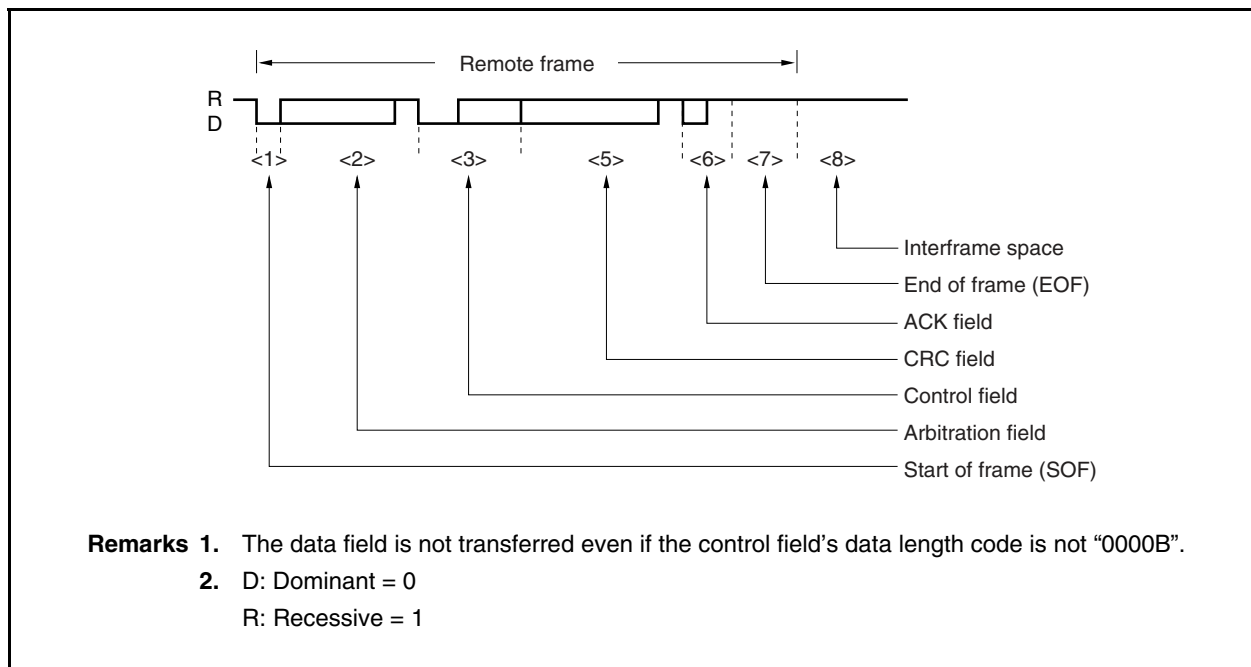 Remote frame
R
D
<1> <2> <3> <5> <6> <7> <8>
Interframe space
End of frame (EOF)
ACK field
CRC field
Control field
Arbitration field
Start of frame (SOF)
Remarks 1. The data field is not transferred even if the control field’s data length code is not “0000B”.
2. D: Dominant = 0
R: Recessive = 1